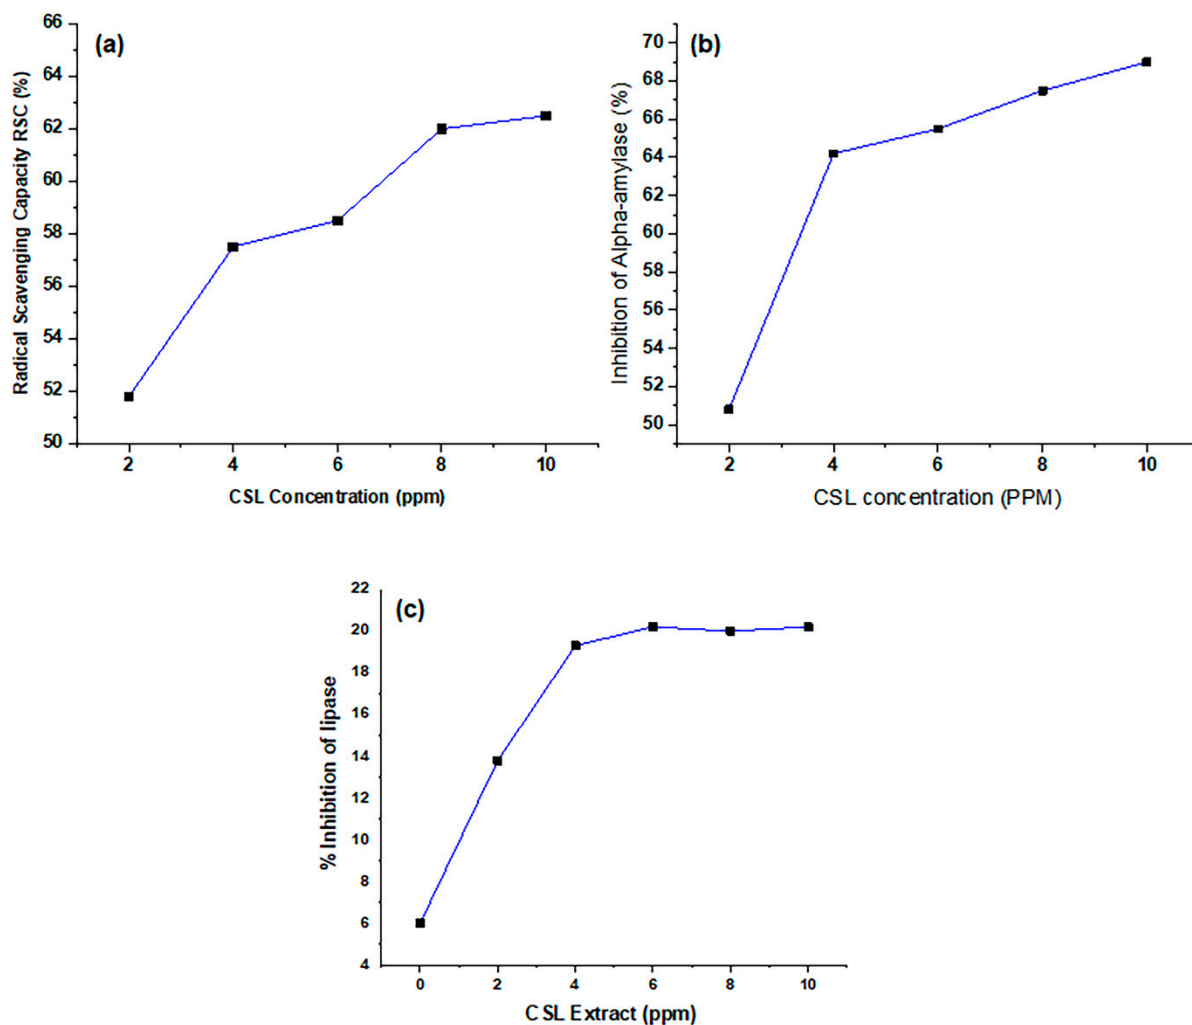 (a)
Radical Scavenging Capacity RSC (%)
66
64
62
60
58
56
54
52
50
2 4 6 8 10
CSL Concentration (ppm)
(b)
Inhibition of Alpha-amylase (%)
70
68
66
64
62
60
58
56
54
52
50
2 4 6 8 10
CSL concentration (PPM)
(c)
% Inhibition of lipase
22
20
18
16
14
12
10
8
6
4
0 2 4 6 8 10
CSL Extract (ppm)